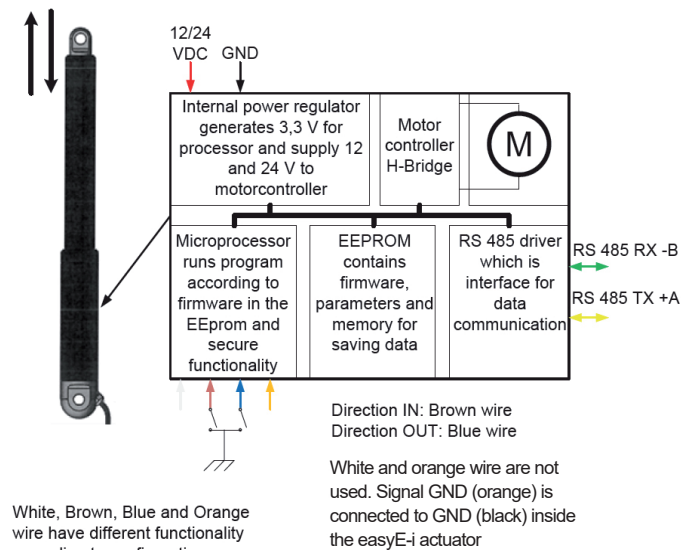 12/24
VDC GND
Internal power regulator
generates 3,3 V for
processor and supply 12
and 24 V to
motorcontroller
Motor
controller
H-Bridge
M
Microprocessor
runs program
according to
firmware in the
EEprom and
secure
functionality
EEPROM
contains
firmware,
parameters and
memory for
saving data
RS 485 driver
which is
interface for
data
communication
RS 485 RX -B
RS 485 TX +A
Direction IN: Brown wire
Direction OUT: Blue wire
White and orange wire are not
used. Signal GND (orange) is
connected to GND (black) inside
the easyE-i actuator
White, Brown, Blue and Orange
wire have different functionality